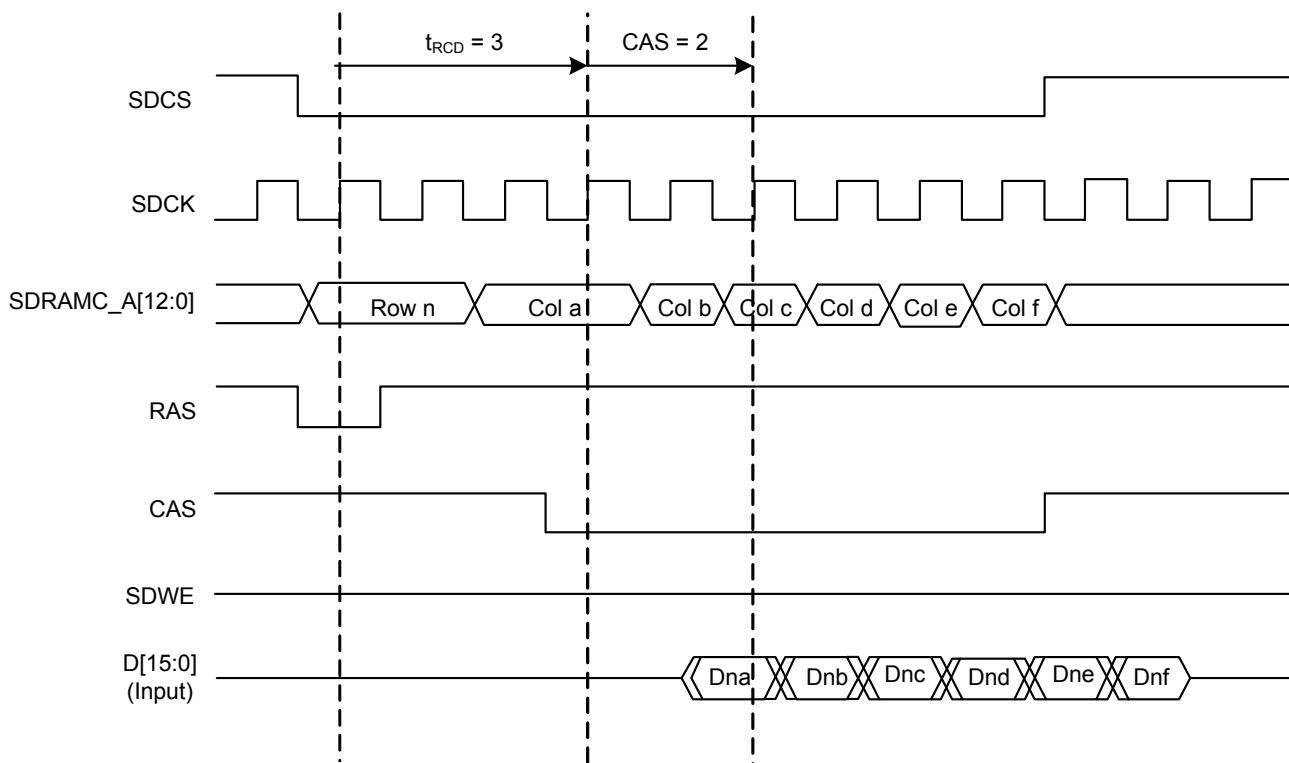 tRCD = 3
CAS = 2
SDCS
SDCK
SDRAMC_A[12:0]
Row n
Col a
Col b
Col c
Col d
Col e
Col f
RAS
CAS
SDWE
D[15:0]
(Input)
Dna
Dnb
Dnc
Dnd
Dne
Dnf